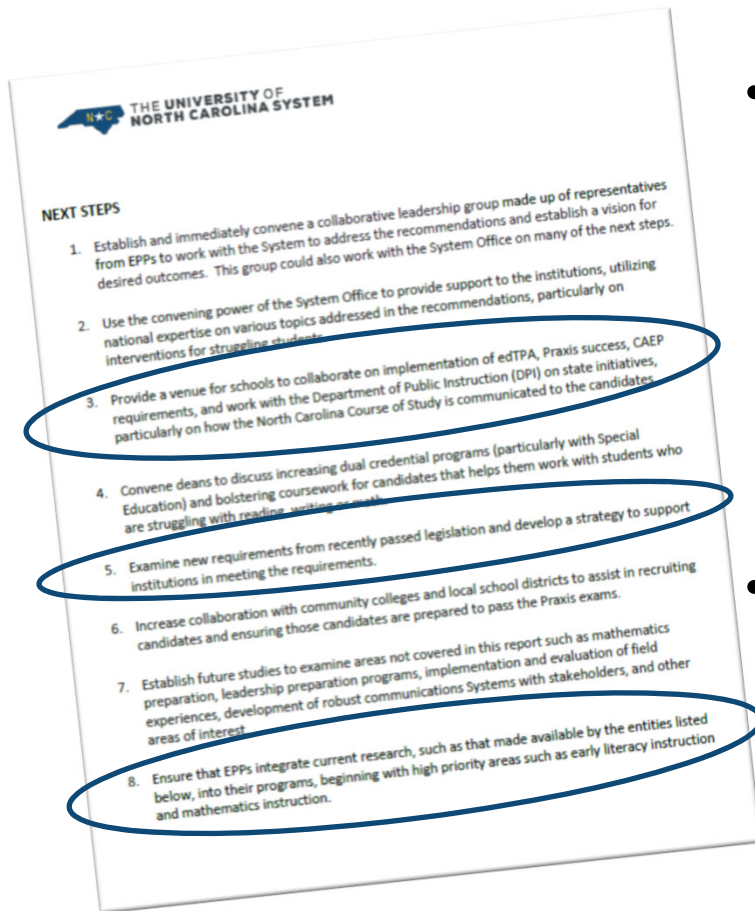 N★C THE UNIVERSITY OF
NORTH CAROLINA SYSTEM
NEXT STEPS
1. Establish and immediately convene a collaborative leadership group made up of representatives
from EPPs to work with the System to address the recommendations and establish a vision for
desired outcomes. This group could also work with the System Office on many of the next steps.
2. Use the convening power of the System Office to provide support to the institutions, utilizing
national expertise on various topics addressed in the recommendations, particularly on
interventions for struggling students.
3. Provide a venue for schools to collaborate on implementation of edTPA, Praxis success, CAEP
requirements, and work with the Department of Public Instruction (DPI) on state initiatives,
particularly on how the North Carolina Course of Study is communicated to the candidates.
4. Convene deans to discuss increasing dual credential programs (particularly with Special
Education) and bolstering coursework for candidates that helps them work with students who
are struggling with reading, writing or math.
5. Examine new requirements from recently passed legislation and develop a strategy to support
institutions in meeting the requirements.
6. Increase collaboration with community colleges and local school districts to assist in recruiting
candidates and ensuring those candidates are prepared to pass the Praxis exams.
7. Establish future studies to examine areas not covered in this report such as mathematics
preparation, leadership preparation programs, implementation and evaluation of field
experiences, development of robust communications Systems with stakeholders, and other
areas of interest.
8. Ensure that EPPs integrate current research, such as that made available by the entities listed
below, into their programs, beginning with high priority areas such as early literacy instruction
and mathematics instruction.